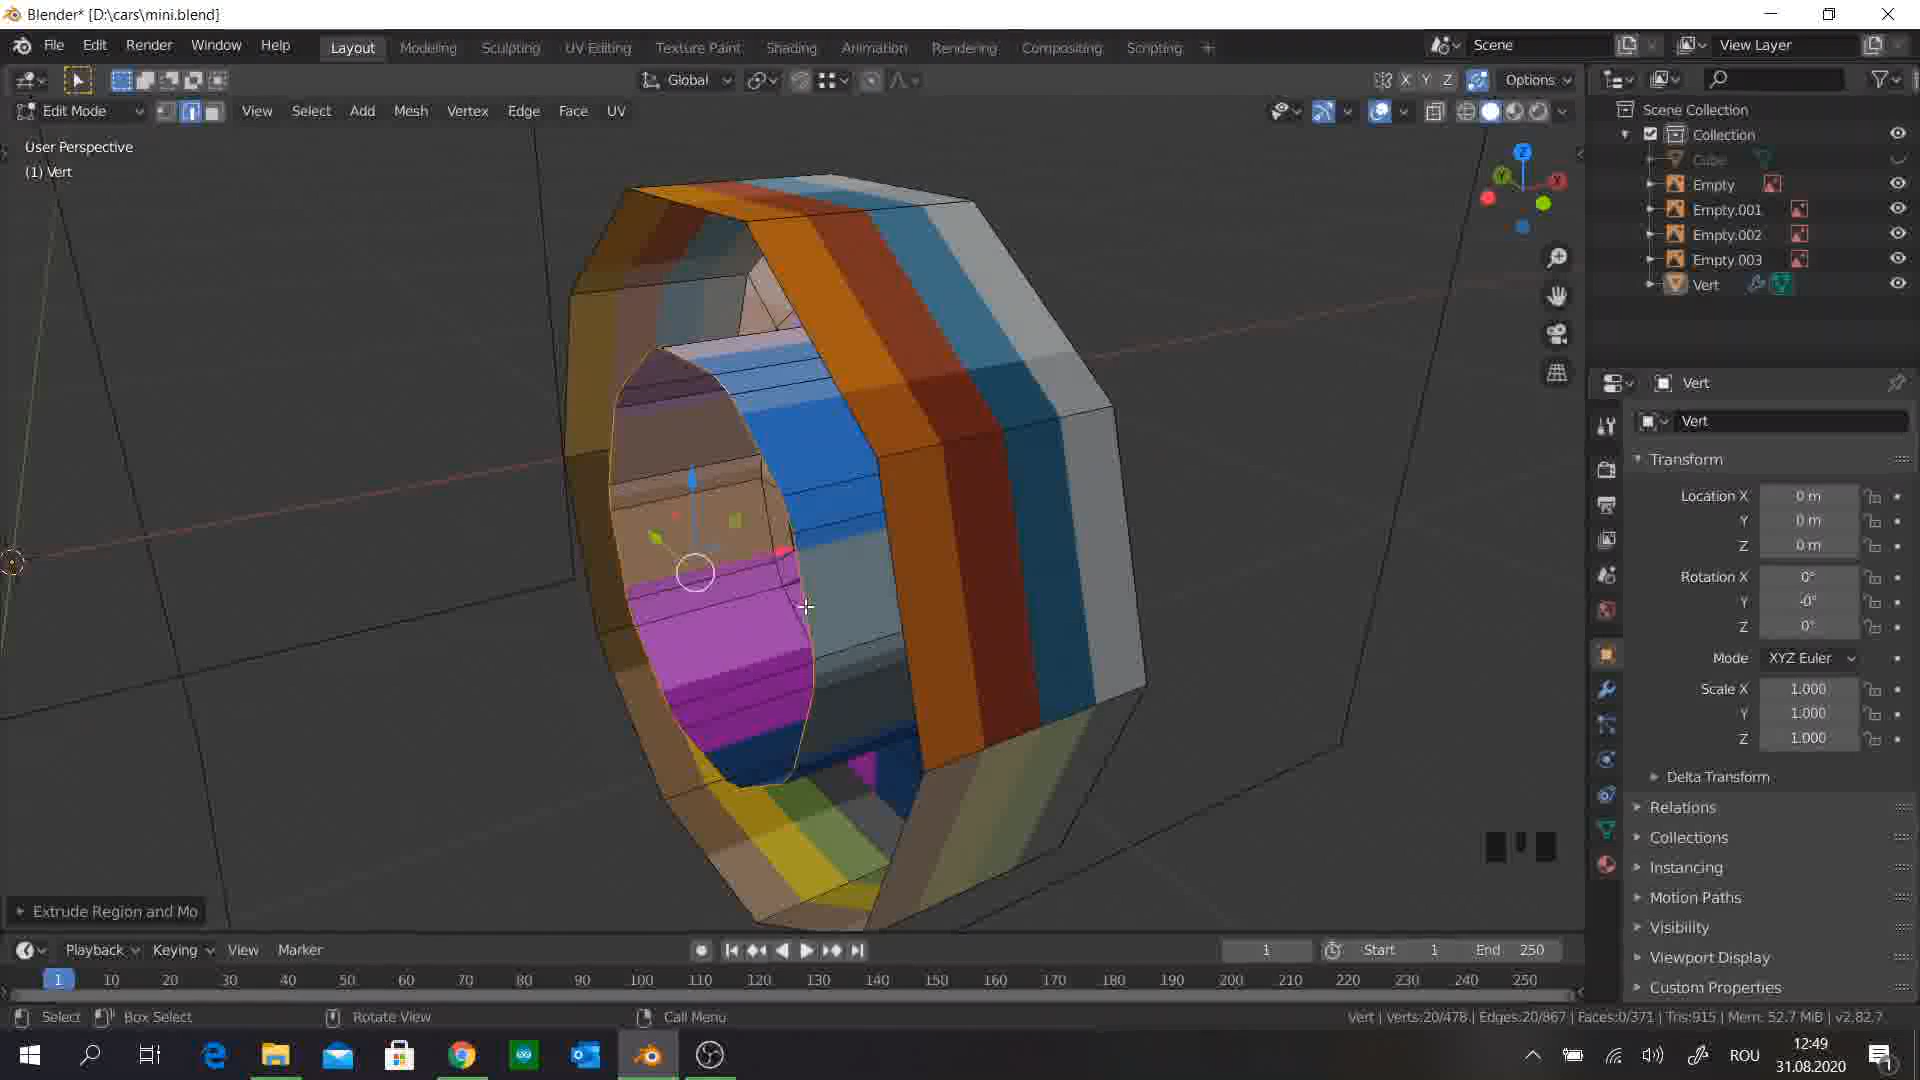 Blender* [D:\cars\mini.blend]
File Edit Render Window Help Layout Modeling Sculpting UV Editing Texture Paint Shading Animation Rendering Compositing Scripting + Scene View Layer
Global X Y Z Options
Edit Mode View Select Add Mesh Vertex Edge Face UV
User Perspective
(1) Vert
Z
Y
X
Scene Collection
Collection
Cube
Empty
Empty.001
Empty.002
Empty.003
Vert
Vert
Vert
Transform
Location X 0 m
Y 0 m
Z 0 m
Rotation X 0°
Y -0°
Z 0°
Mode XYZ Euler
Scale X 1.000
Y 1.000
Z 1.000
Delta Transform
Relations
Collections
Instancing
Motion Paths
Visibility
Viewport Display
Custom Properties
Extrude Region and Mo
Playback Keying View Marker 1 Start 1 End 250
1 10 20 30 40 50 60 70 80 90 100 110 120 130 140 150 160 170 180 190 200 210 220 230 240 250
Select Box Select Rotate View Call Menu Vert | Verts:20/478 | Edges:20/867 | Faces:0/371 | Tris:915 | Mem: 52.7 MiB | v2.82.7
ROU
12:49
31.08.2020
1